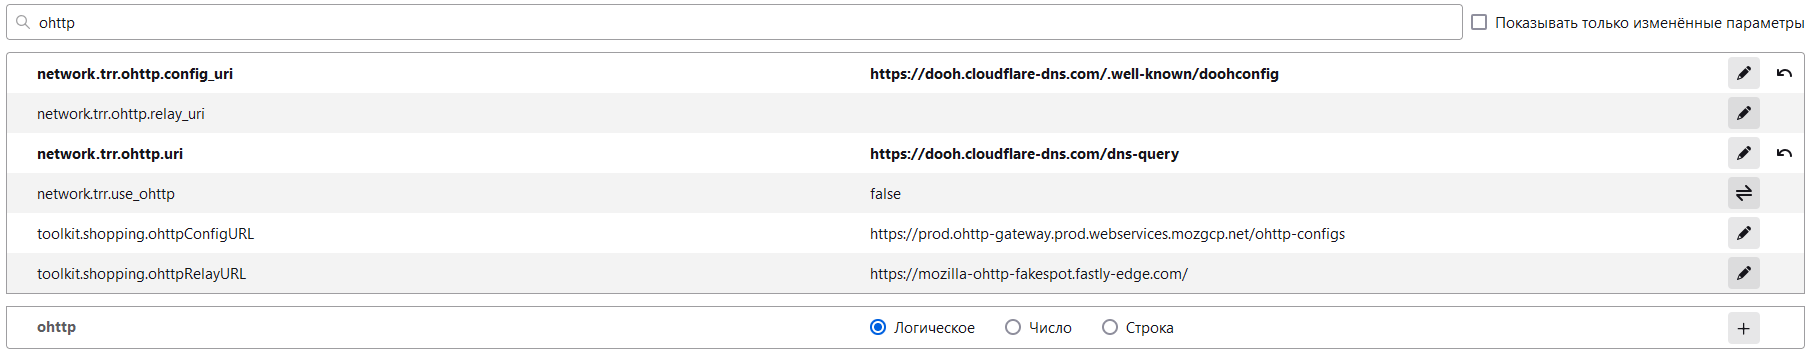 ohttp
Показывать только изменённые параметры
network.trr.ohttp.config_uri https://dooh.cloudflare-dns.com/.well-known/doohconfig
network.trr.ohttp.relay_uri
network.trr.ohttp.uri https://dooh.cloudflare-dns.com/dns-query
network.trr.use_ohttp false
toolkit.shopping.ohttpConfigURL https://prod.ohttp-gateway.prod.webservices.mozgcp.net/ohttp-configs
toolkit.shopping.ohttpRelayURL https://mozilla-ohttp-fakespot.fastly-edge.com/
ohttp Логическое Число Строка